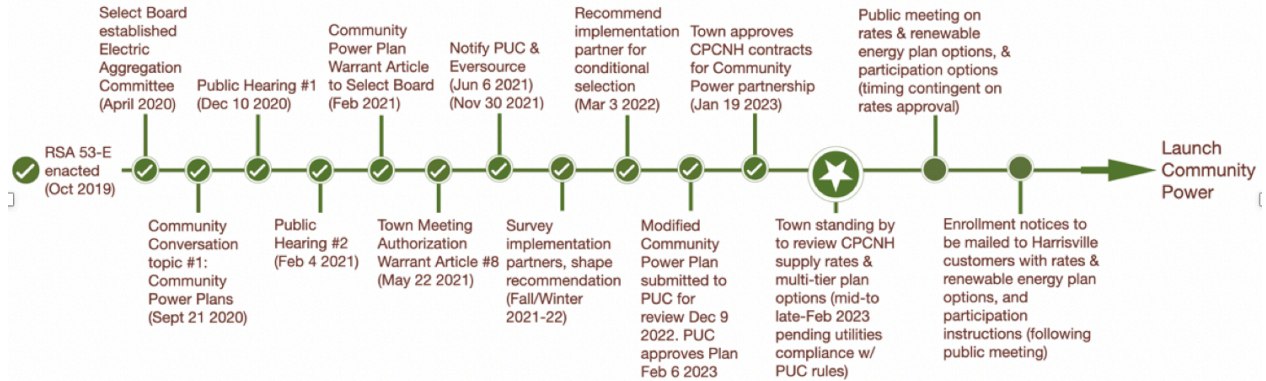 RSA 53-E
enacted
(Oct 2019)
Select Board
established
Electric
Aggregation
Committee
(April 2020)
Community
Conversation
topic #1:
Community
Power Plans
(Sept 21 2020)
Public Hearing #1
(Dec 10 2020)
Public
Hearing #2
(Feb 4 2021)
Community
Power Plan
Warrant Article
to Select Board
(Feb 2021)
Town Meeting
Authorization
Warrant Article #8
(May 22 2021)
Notify PUC &
Eversource
(Jun 6 2021)
(Nov 30 2021)
Survey
implementation
partners, shape
recommendation
(Fall/Winter
2021-22)
Recommend
implementation
partner for
conditional
selection
(Mar 3 2022)
Modified
Community
Power Plan
submitted to
PUC for
review Dec 9
2022. PUC
approves Plan
Feb 6 2023
Town approves
CPCNH contracts
for Community
Power partnership
(Jan 19 2023)
Town standing by
to review CPCNH
supply rates &
multi-tier plan
options (mid-to
late-Feb 2023
pending utilities
compliance w/
PUC rules)
Public meeting on
rates & renewable
energy plan options, &
participation options
(timing contingent on
rates approval)
Enrollment notices to
be mailed to Harrisville
customers with rates &
renewable energy plan
options, and
participation
instructions (following
public meeting)
Launch
Community
Power